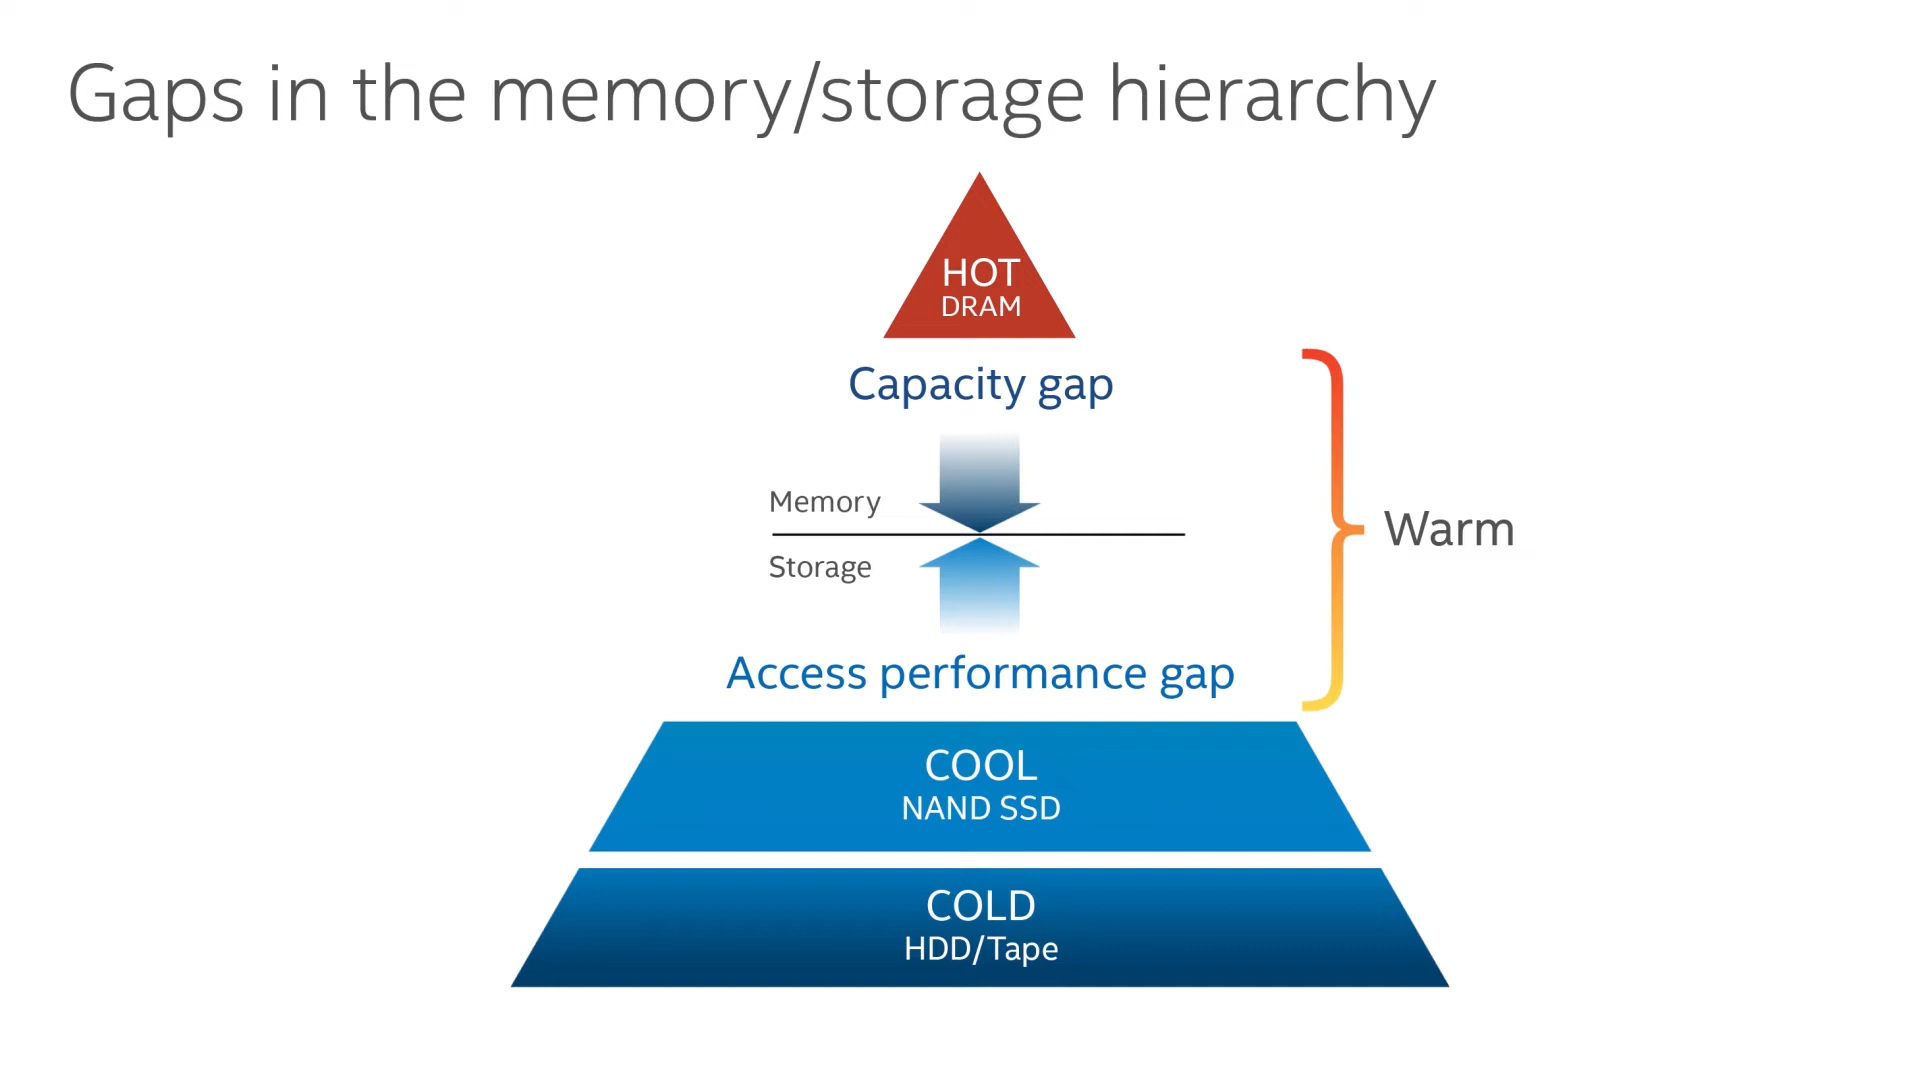 Gaps in the memory/storage hierarchy
HOT
DRAM
Capacity gap
Memory
Storage
Warm
Access performance gap
COOL
NAND SSD
COLD
HDD/Tape